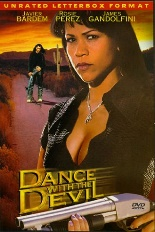 UNRATED LETTERBOX FORMAT
JAVIER ROSIE JAMES
BARDEM PEREZ GANDOLFINI
DANCE
WITH THE
DEVIL
DVD